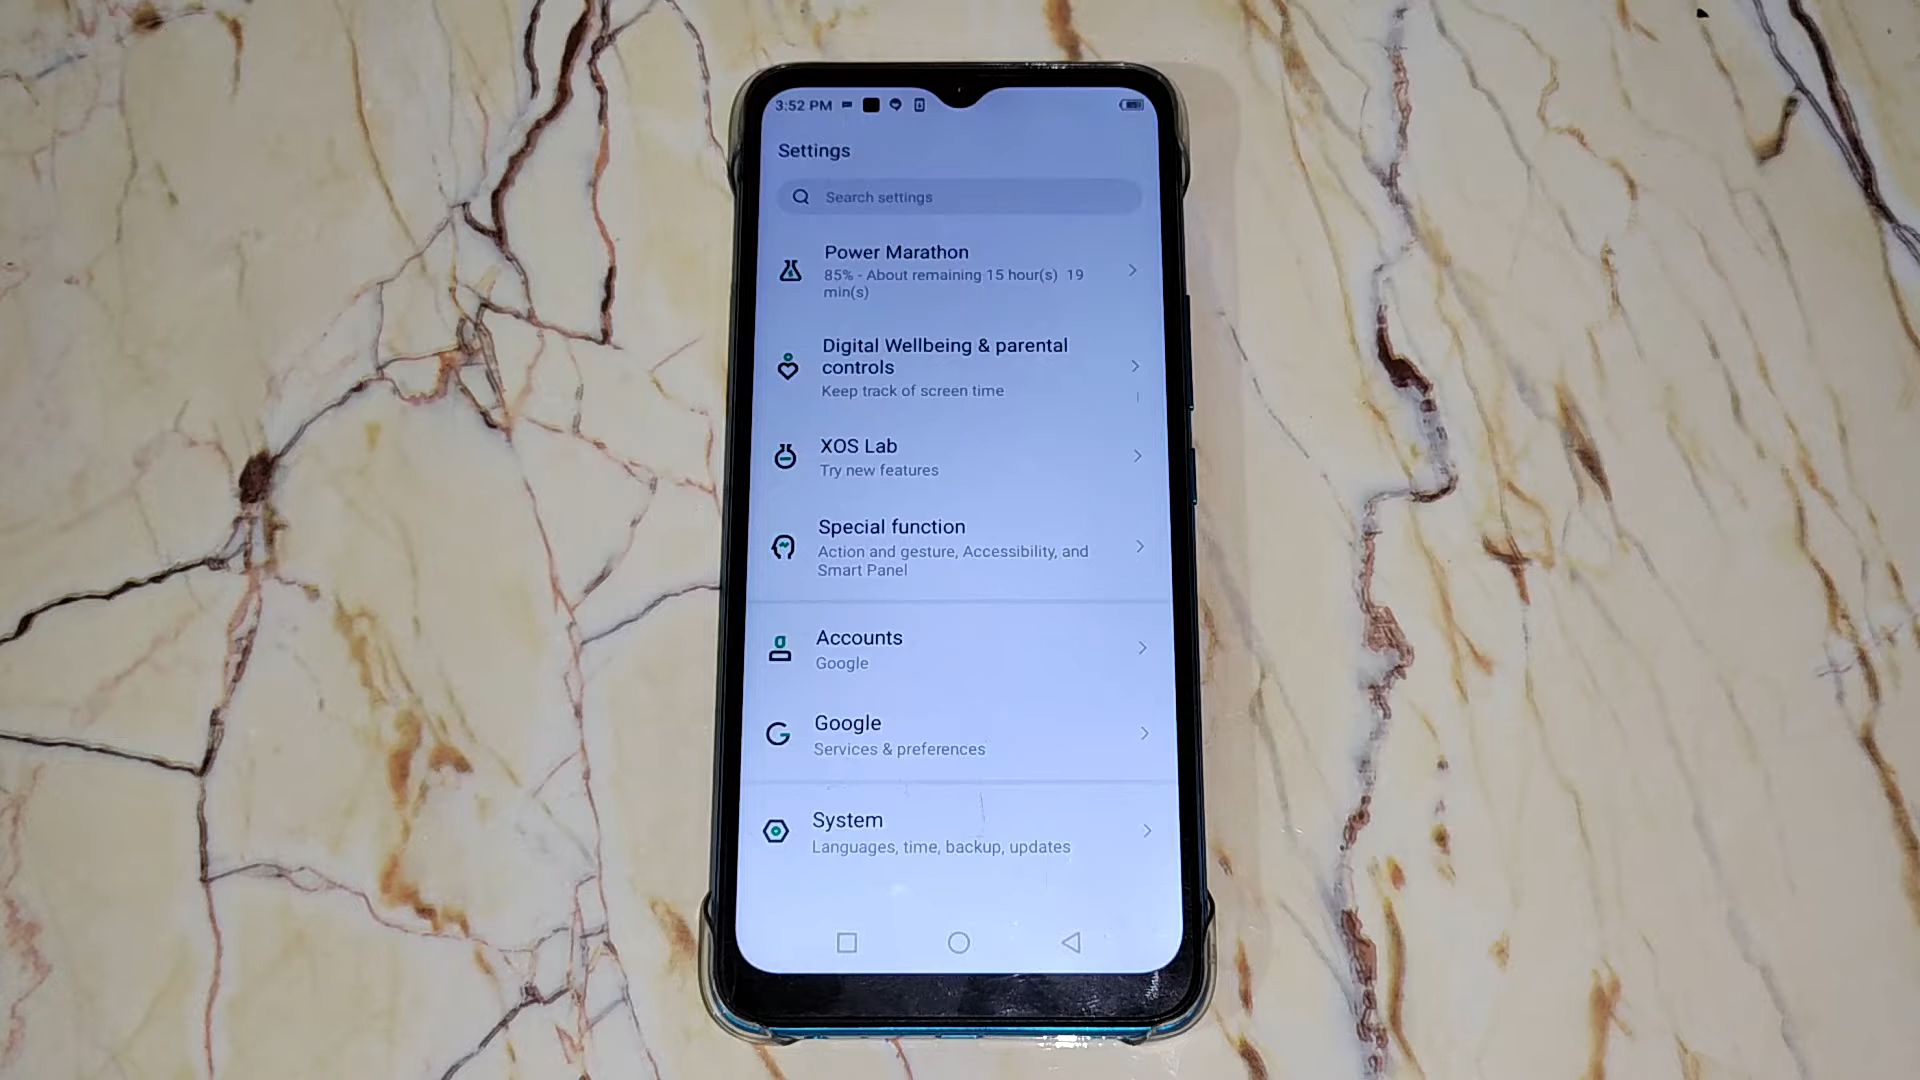 3:52 PM
Settings
Search settings
Power Marathon
85% - About remaining 15 hour(s) 19
min(s)
Digital Wellbeing & parental
controls
Keep track of screen time
XOS Lab
Try new features
Special function
Action and gesture, Accessibility, and
Smart Panel
Accounts
Google
Google
Services & preferences
System
Languages, time, backup, updates